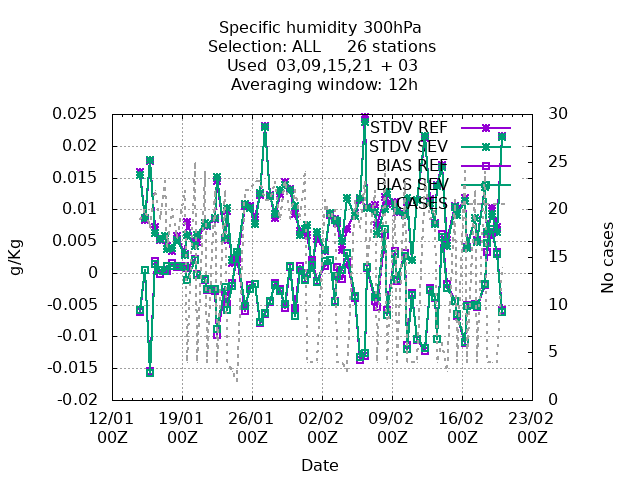 Specific humidity 300hPa
Selection: ALL     26 stations
Used  03,09,15,21  + 03
Averaging window: 12h
STDV REF
STDV SEV
BIAS REF
BIAS SEV
CASES
0.025
0.02
0.015
0.01
0.005
0
-0.005
-0.01
-0.015
-0.02
g/Kg
30
25
20
15
10
5
0
No cases
12/01 19/01 26/01 02/02 09/02 16/02 23/02
00Z 00Z 00Z 00Z 00Z 00Z 00Z
Date